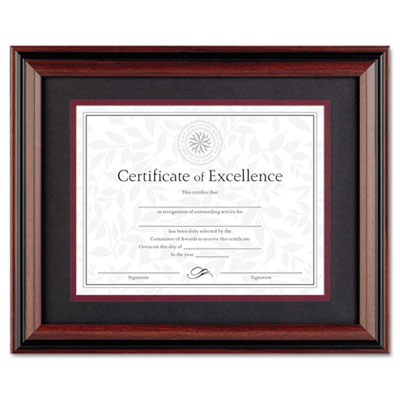 Certificate of Excellence
This certifies that
in recognition of outstanding service for
has been duly selected by the
Committee of Awards to receive this certificate
Given on this day of
In the year
Signature Signature